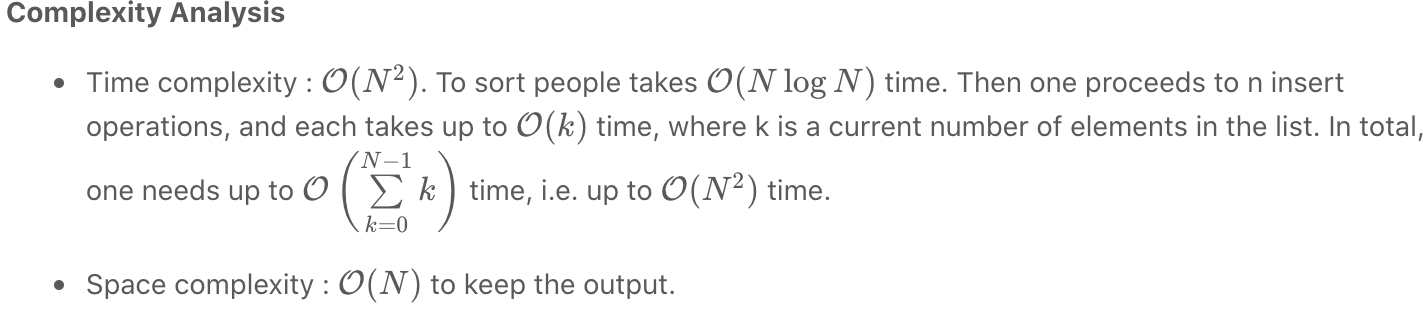 Complexity Analysis
• Time complexity : 𝒪(N²). To sort people takes 𝒪(N log N) time. Then one proceeds to n insert
operations, and each takes up to 𝒪(k) time, where k is a current number of elements in the list. In total,
one needs up to 𝒪(∑_{k=0}^{N−1} k) time, i.e. up to 𝒪(N²) time.
• Space complexity : 𝒪(N) to keep the output.